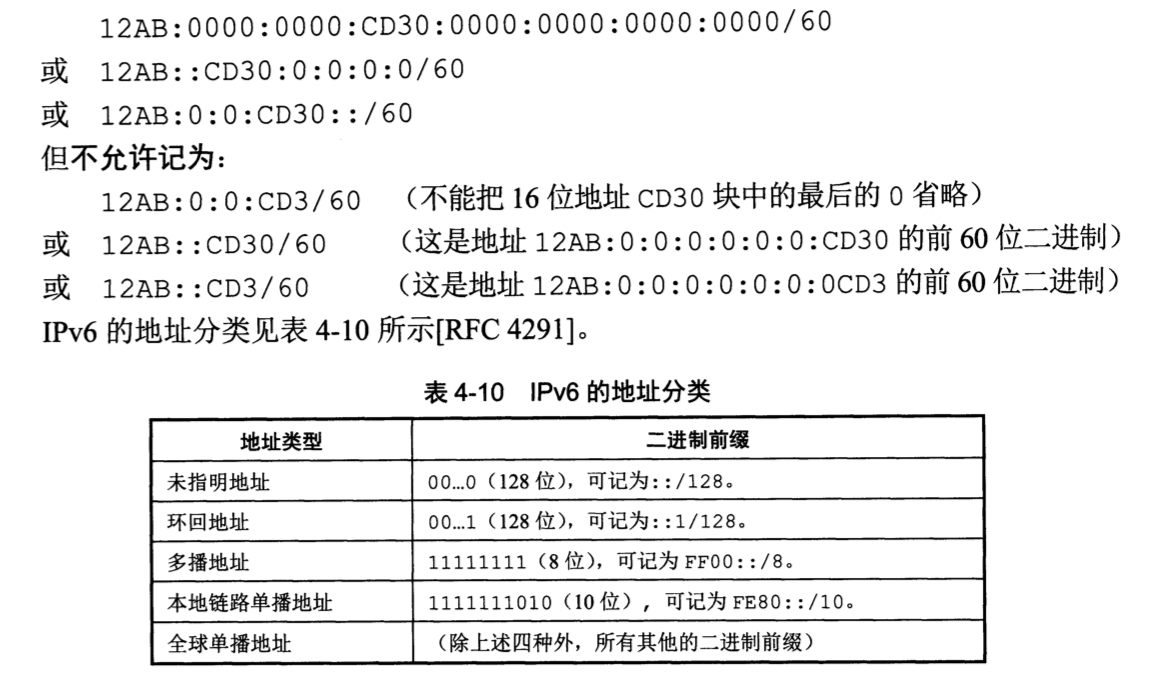 12AB:0000:0000:CD30:0000:0000:0000:0000/60
或 12AB::CD30:0:0:0:0/60
或 12AB:0:0:CD30::/60
但不允许记为:
12AB:0:0:CD3/60 （不能把 16 位地址 CD30 块中的最后的 0 省略）
或 12AB::CD30/60 （这是地址 12AB:0:0:0:0:0:0:CD30 的前 60 位二进制）
或 12AB::CD3/60 （这是地址 12AB:0:0:0:0:0:0:0CD3 的前 60 位二进制）
IPv6 的地址分类见表 4-10 所示[RFC 4291]。
表 4-10 IPv6 的地址分类
地址类型 二进制前缀
未指明地址 00…0（128 位），可记为::/128。
环回地址 00…1（128 位），可记为::1/128。
多播地址 11111111（8 位），可记为 FF00::/8。
本地链路单播地址 1111111010（10 位），可记为 FE80::/10。
全球单播地址 （除上述四种外，所有其他的二进制前缀）